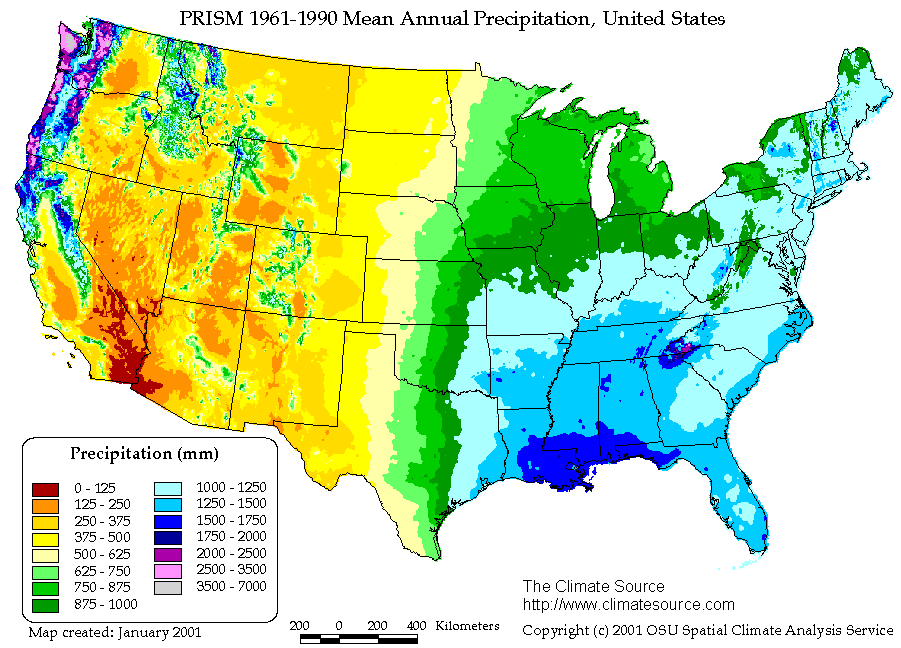 PRISM 1961-1990 Mean Annual Precipitation, United States
Precipitation (mm)
0 - 125
125 - 250
250 - 375
375 - 500
500 - 625
625 - 750
750 - 875
875 - 1000
1000 - 1250
1250 - 1500
1500 - 1750
1750 - 2000
2000 - 2500
2500 - 3500
3500 - 7000
Map created: January 2001
200 0 200 400 Kilometers
The Climate Source
http://www.climatesource.com
Copyright (c) 2001 OSU Spatial Climate Analysis Service